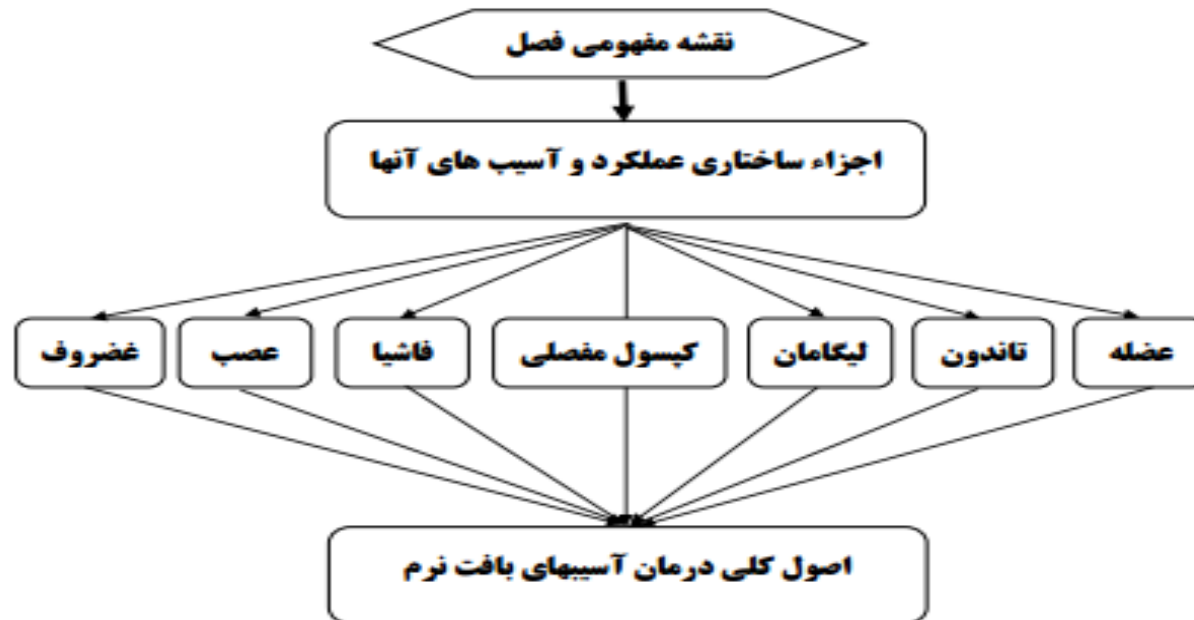 نقشه مفهومی فصل
اجزاء ساختاری عملکرد و آسیب های آنها
عضله
تاندون
لیگامان
کپسول مفصلی
فاشیا
عصب
غضروف
اصول کلی درمان آسیبهای بافت نرم